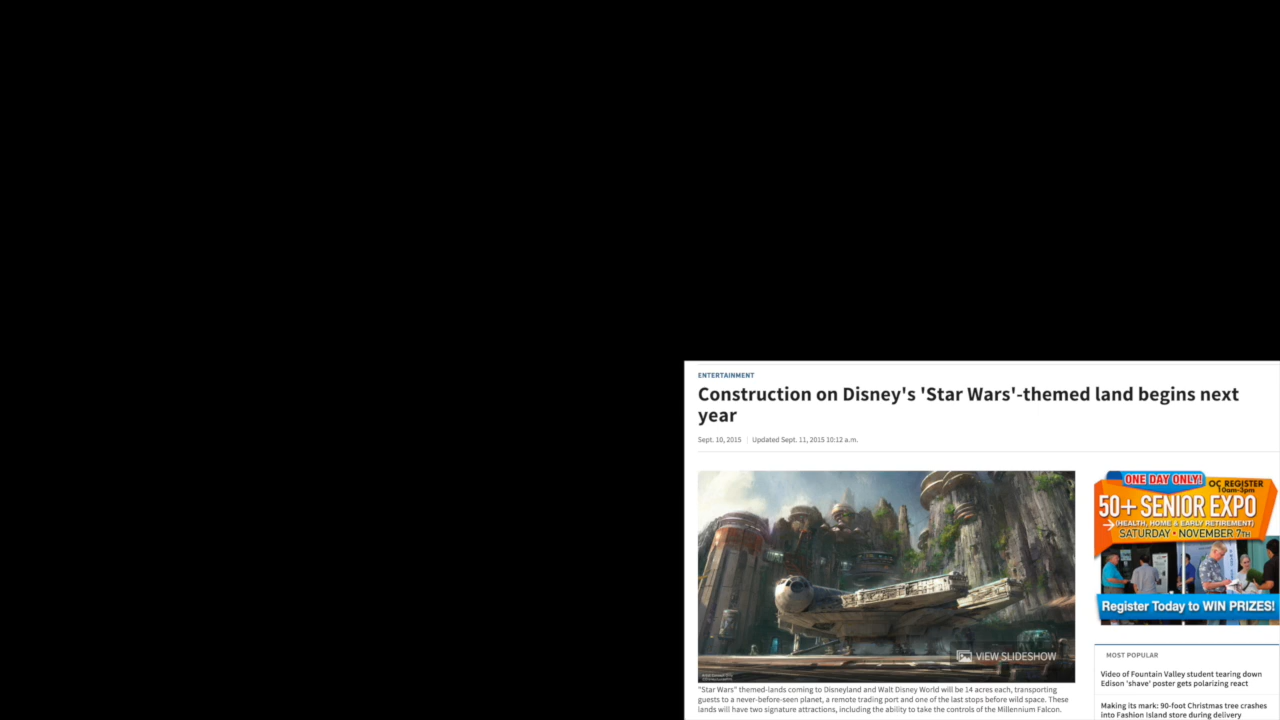 ENTERTAINMENT
Construction on Disney's 'Star Wars'-themed land begins next
year
Sept. 10, 2015 | Updated Sept. 11, 2015 10:12 a.m.
VIEW SLIDESHOW
"Star Wars" themed-lands coming to Disneyland and Walt Disney World will be 14 acres each, transporting
guests to a never-before-seen planet, a remote trading port and one of the last stops before wild space. These
lands will have two signature attractions, including the ability to take the controls of the Millennium Falcon.
ONE DAY ONLY!
OC REGISTER
10am-3pm
50+ SENIOR EXPO
(HEALTH, HOME & EARLY RETIREMENT)
SATURDAY • NOVEMBER 7TH
Register Today to WIN PRIZES!
MOST POPULAR
Video of Fountain Valley student tearing down
Edison 'shave' poster gets polarizing react
Making its mark: 90-foot Christmas tree crashes
into Fashion Island store during delivery